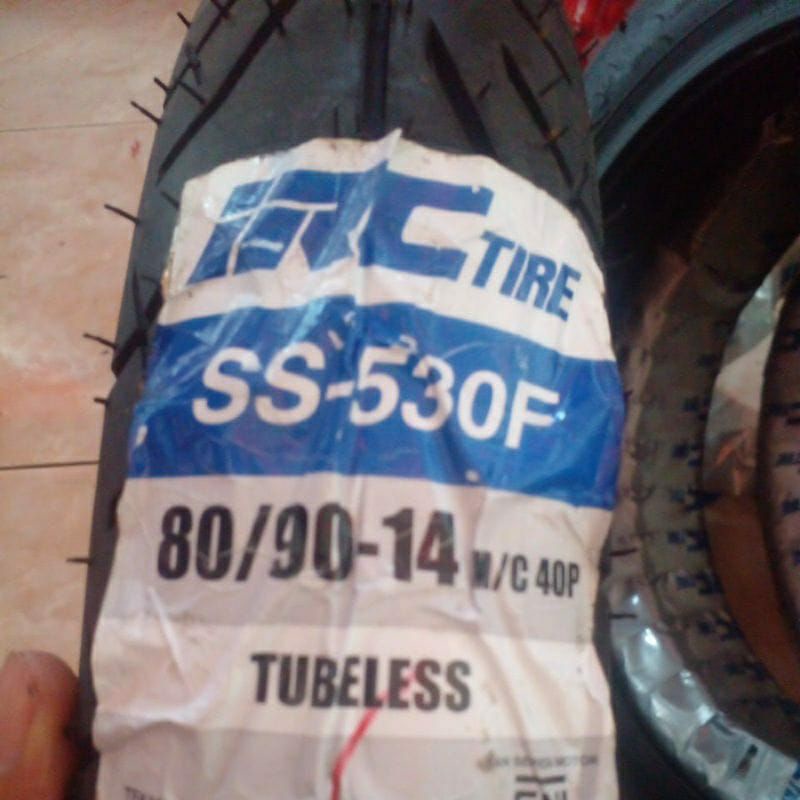 IRC TIRE
SS-530F
80/90-14 M/C 40P
TUBELESS